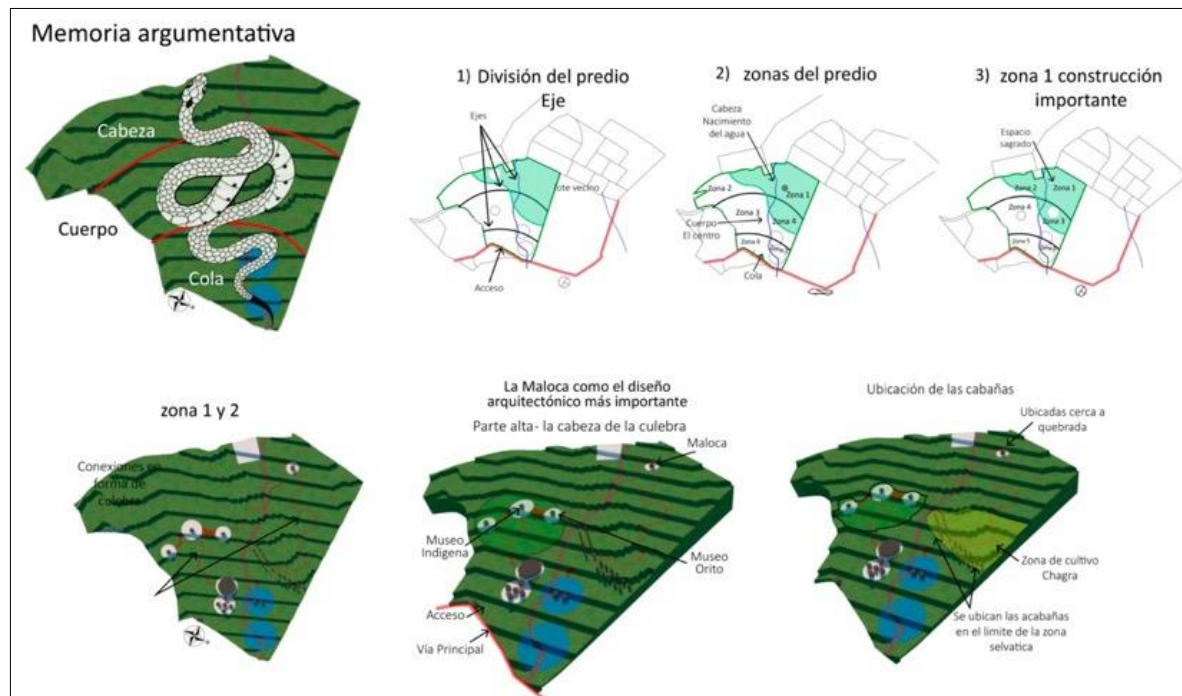 Memoria argumentativa
Cabeza
Cuerpo
Cola
1) División del predio
Eje
Ejes
ote vecino
Acceso
2) zonas del predio
Cabeza
Nacimiento
del agua
Zona 2
Zona 1
Zona 3
Zona 4
Cuerpo
El centro
Cola
3) zona 1 construcción
importante
Espacio
sagrado
Zona 2
Zona 1
Zona 4
Zona 3
Zona 5
zona 1 y 2
Conexiones en
forma de
colobra
La Maloca como el diseño
arquitectónico más importante
Parte alta- la cabeza de la culebra
Maloca
Museo
Indigena
Museo
Orito
Acceso
Vía Principal
Ubicación de las cabañas
Ubicadas cerca a
quebrada
Zona de cultivo
Chagra
Se ubican las acabañas
en el limite de la zona
selvatica